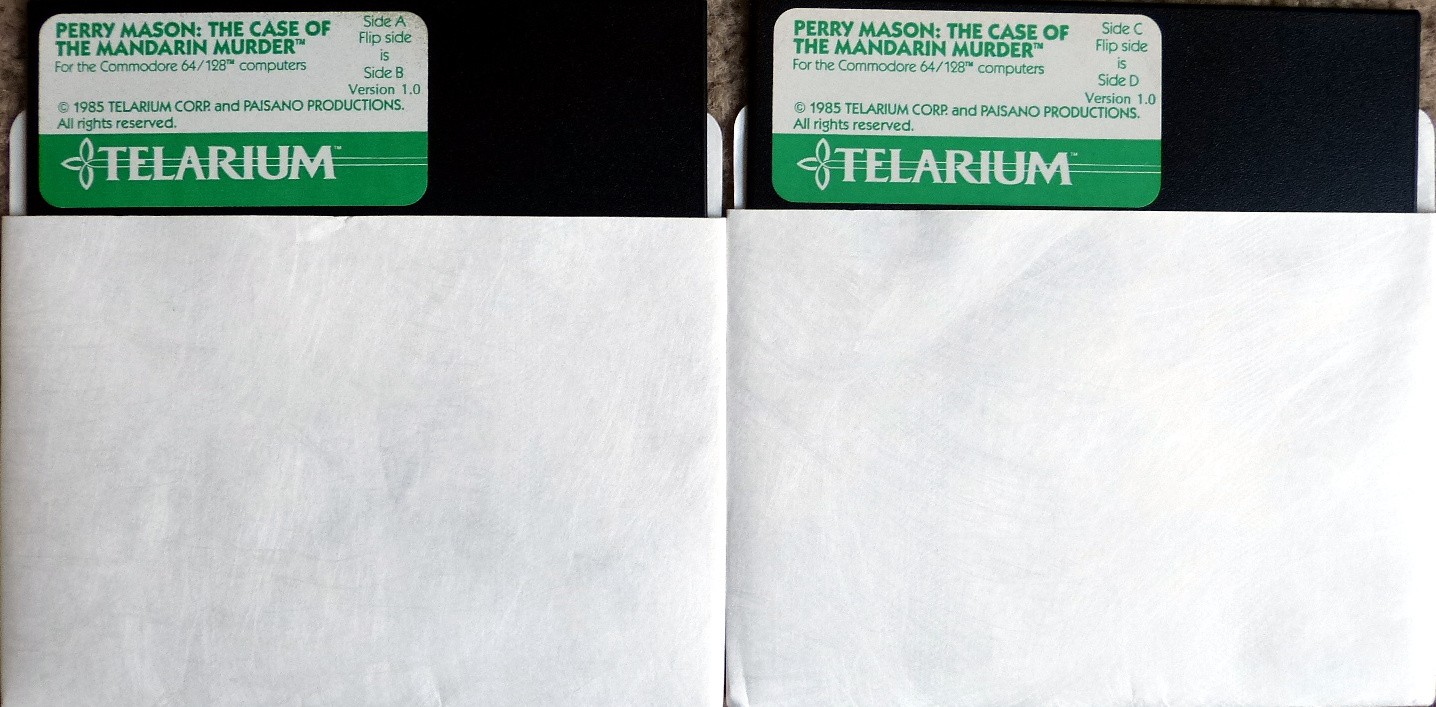 PERRY MASON: THE CASE OF
THE MANDARIN MURDER™
For the Commodore 64/128™ computers
Side A
Flip side
is
Side B
Version 1.0
© 1985 TELARIUM CORP. and PAISANO PRODUCTIONS.
All rights reserved.
TELARIUM™
PERRY MASON: THE CASE OF
THE MANDARIN MURDER™
For the Commodore 64/128™ computers
Side C
Flip side
is
Side D
Version 1.0
© 1985 TELARIUM CORP. and PAISANO PRODUCTIONS.
All rights reserved.
TELARIUM™